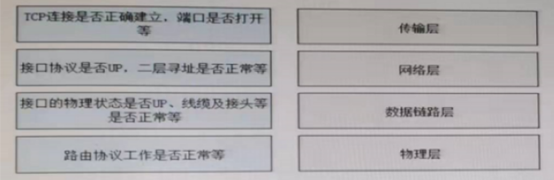 TCP连接是否正确建立，端口是否打开
等
传输层
接口协议是否UP，二层寻址是否正常等
网络层
接口的物理状态是否UP、线缆及接头等
是否正常等
数据链路层
路由协议工作是否正常等
物理层